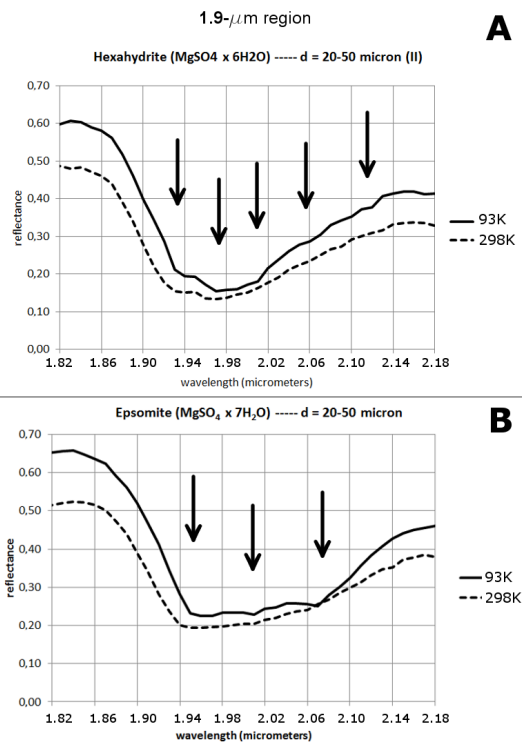 1.9-μm region
A
Hexahydrite (MgSO4 x 6H2O) ----- d = 20-50 micron (II)
0,70
0,60
0,50
0,40
0,30
0,20
0,10
0,00
reflectance
93K
298K
1.82 1.86 1.90 1.94 1.98 2.02 2.06 2.10 2.14 2.18
wavelength (micrometers)
B
Epsomite (MgSO₄ x 7H₂O) ----- d = 20-50 micron
0,70
0,60
0,50
0,40
0,30
0,20
0,10
0,00
reflectance
93K
298K
1.82 1.86 1.90 1.94 1.98 2.02 2.06 2.10 2.14 2.18
wavelength (micrometers)